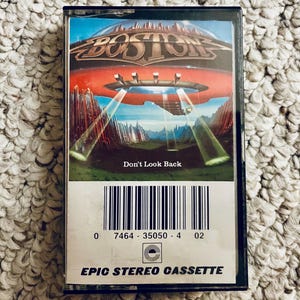 BOSTON
Don't Look Back
0 7464-35050-4 02
EPIC STEREO CASSETTE